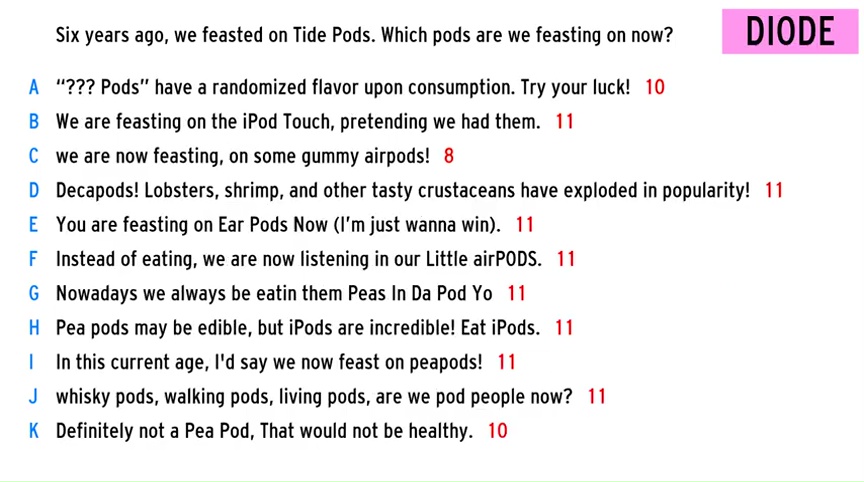 Six years ago, we feasted on Tide Pods. Which pods are we feasting on now?
DIODE
A “??? Pods” have a randomized flavor upon consumption. Try your luck! 10
B We are feasting on the iPod Touch, pretending we had them. 11
C we are now feasting, on some gummy airpods! 8
D Decapods! Lobsters, shrimp, and other tasty crustaceans have exploded in popularity! 11
E You are feasting on Ear Pods Now (I’m just wanna win). 11
F Instead of eating, we are now listening in our Little airPODS. 11
G Nowadays we always be eatin them Peas In Da Pod Yo 11
H Pea pods may be edible, but iPods are incredible! Eat iPods. 11
I In this current age, I'd say we now feast on peapods! 11
J whisky pods, walking pods, living pods, are we pod people now? 11
K Definitely not a Pea Pod, That would not be healthy. 10